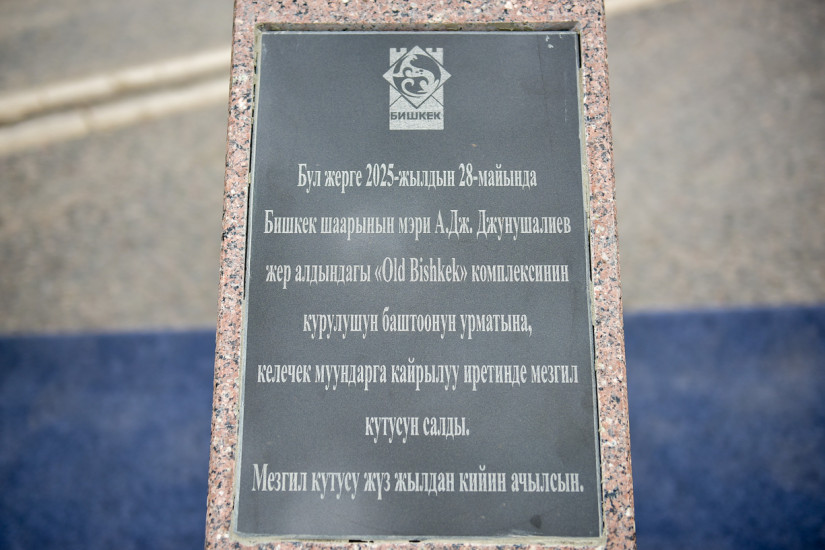 БИШКЕК
Бул жерге 2025-жылдын 28-майында
Бишкек шаарынын мэри А.Дж. Джунушалиев
жер алдындагы «Old Bishkek» комплексинин
курулушун баштоонун урматына,
келечек муундарга кайрылуу иретинде мезгил
кутусун салды.
Мезгил кутусу жүз жылдан кийин ачылсын.